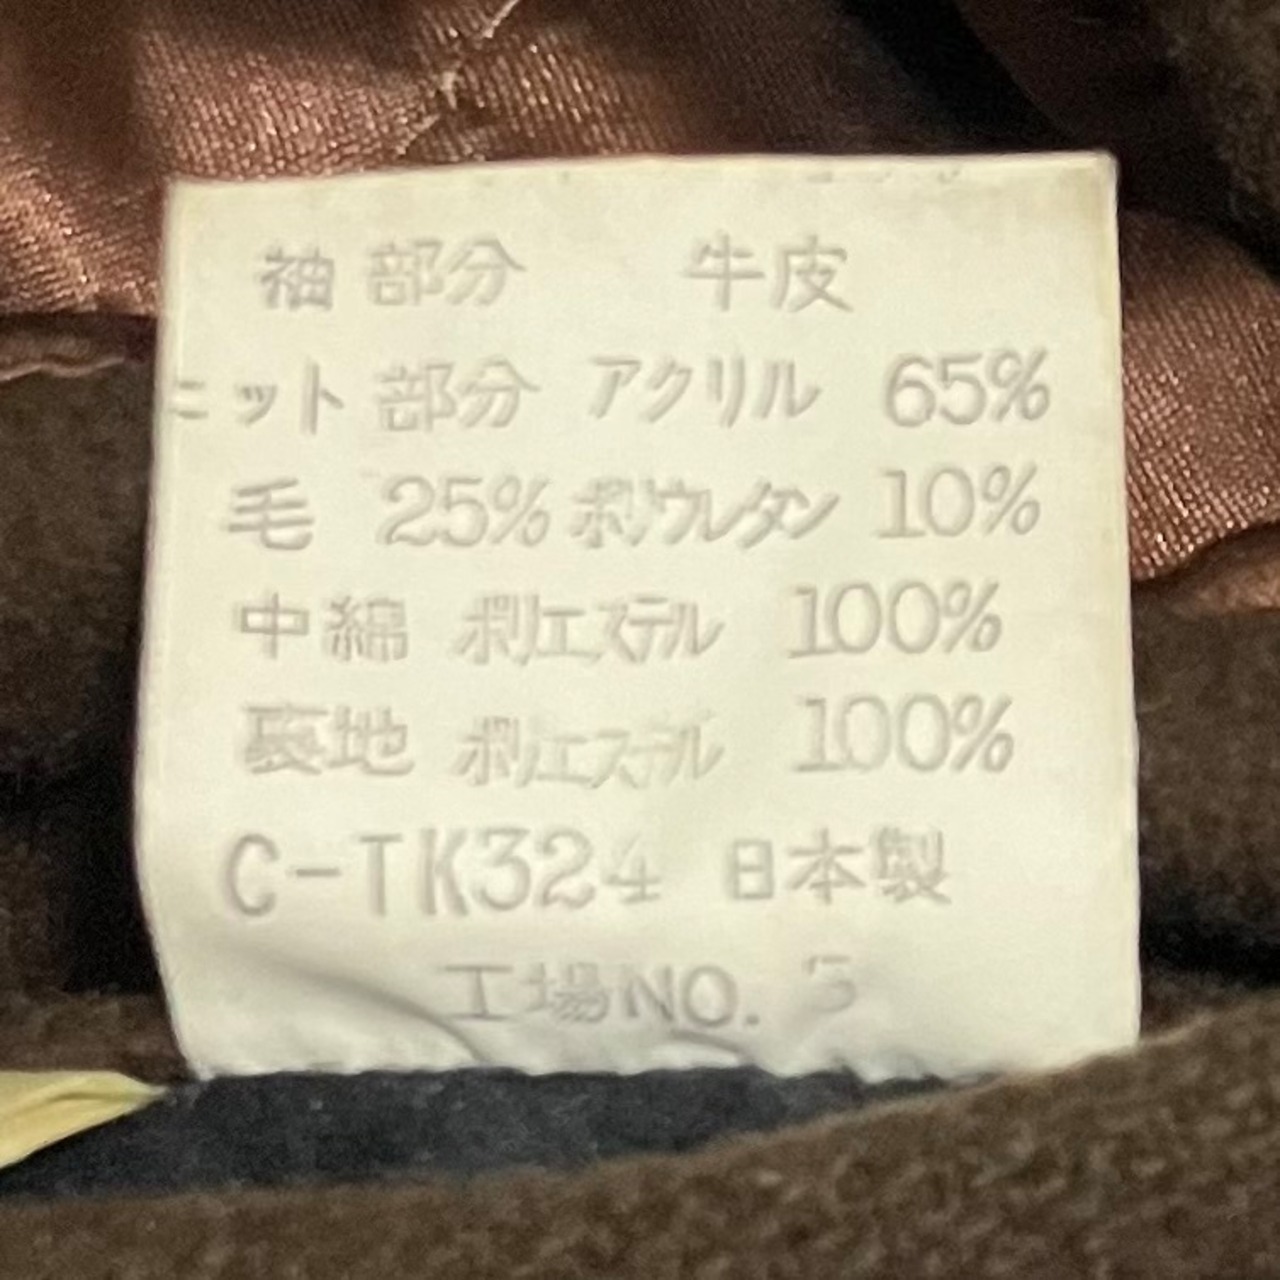 袖部分 牛皮
ニット部分 アクリル 65%
毛 25% ポリウレタン 10%
中綿 ポリエステル 100%
裏地 ポリエステル 100%
C-TK324 日本製
工場NO. 5